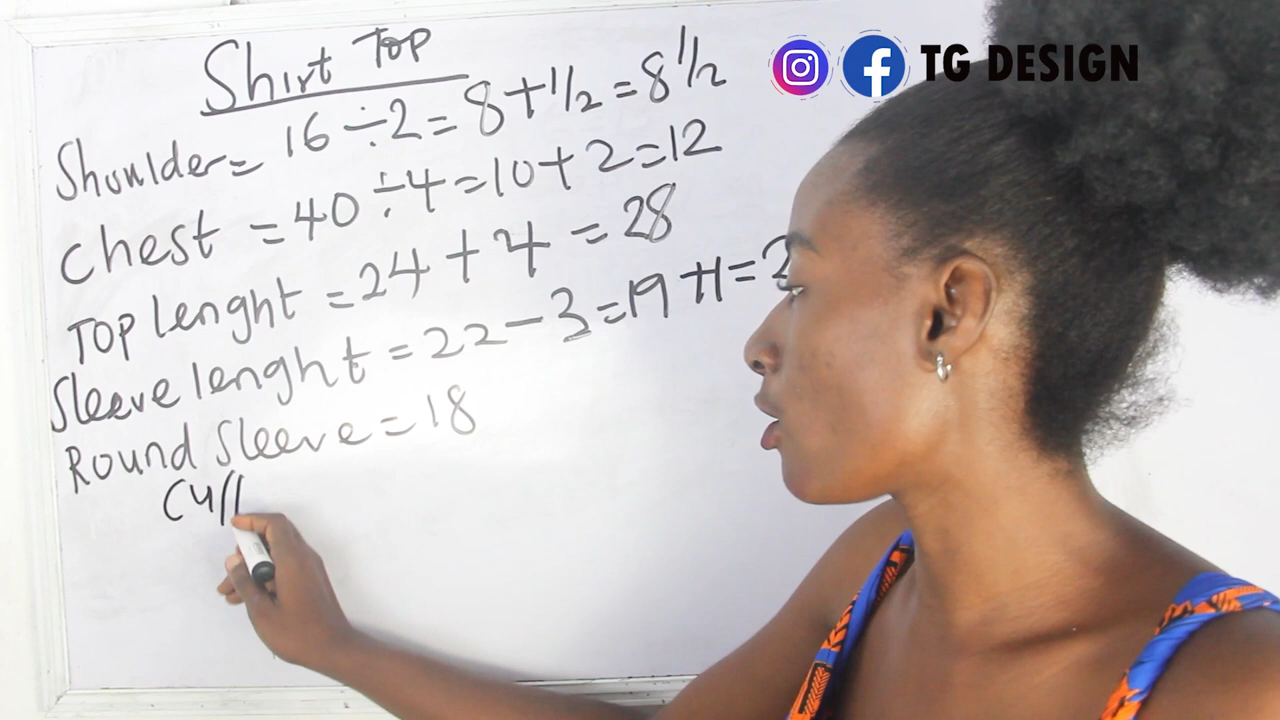 TG DESIGN
Shirt Top
Shoulder = 16 ÷ 2 = 8 + 1/2 = 8 1/2
Chest = 40 ÷ 4 = 10 + 2 = 12
Top lenght = 24 + 4 = 28
Sleeve lenght = 22 - 3 = 19 + 1 = 2
Round Sleeve = 18